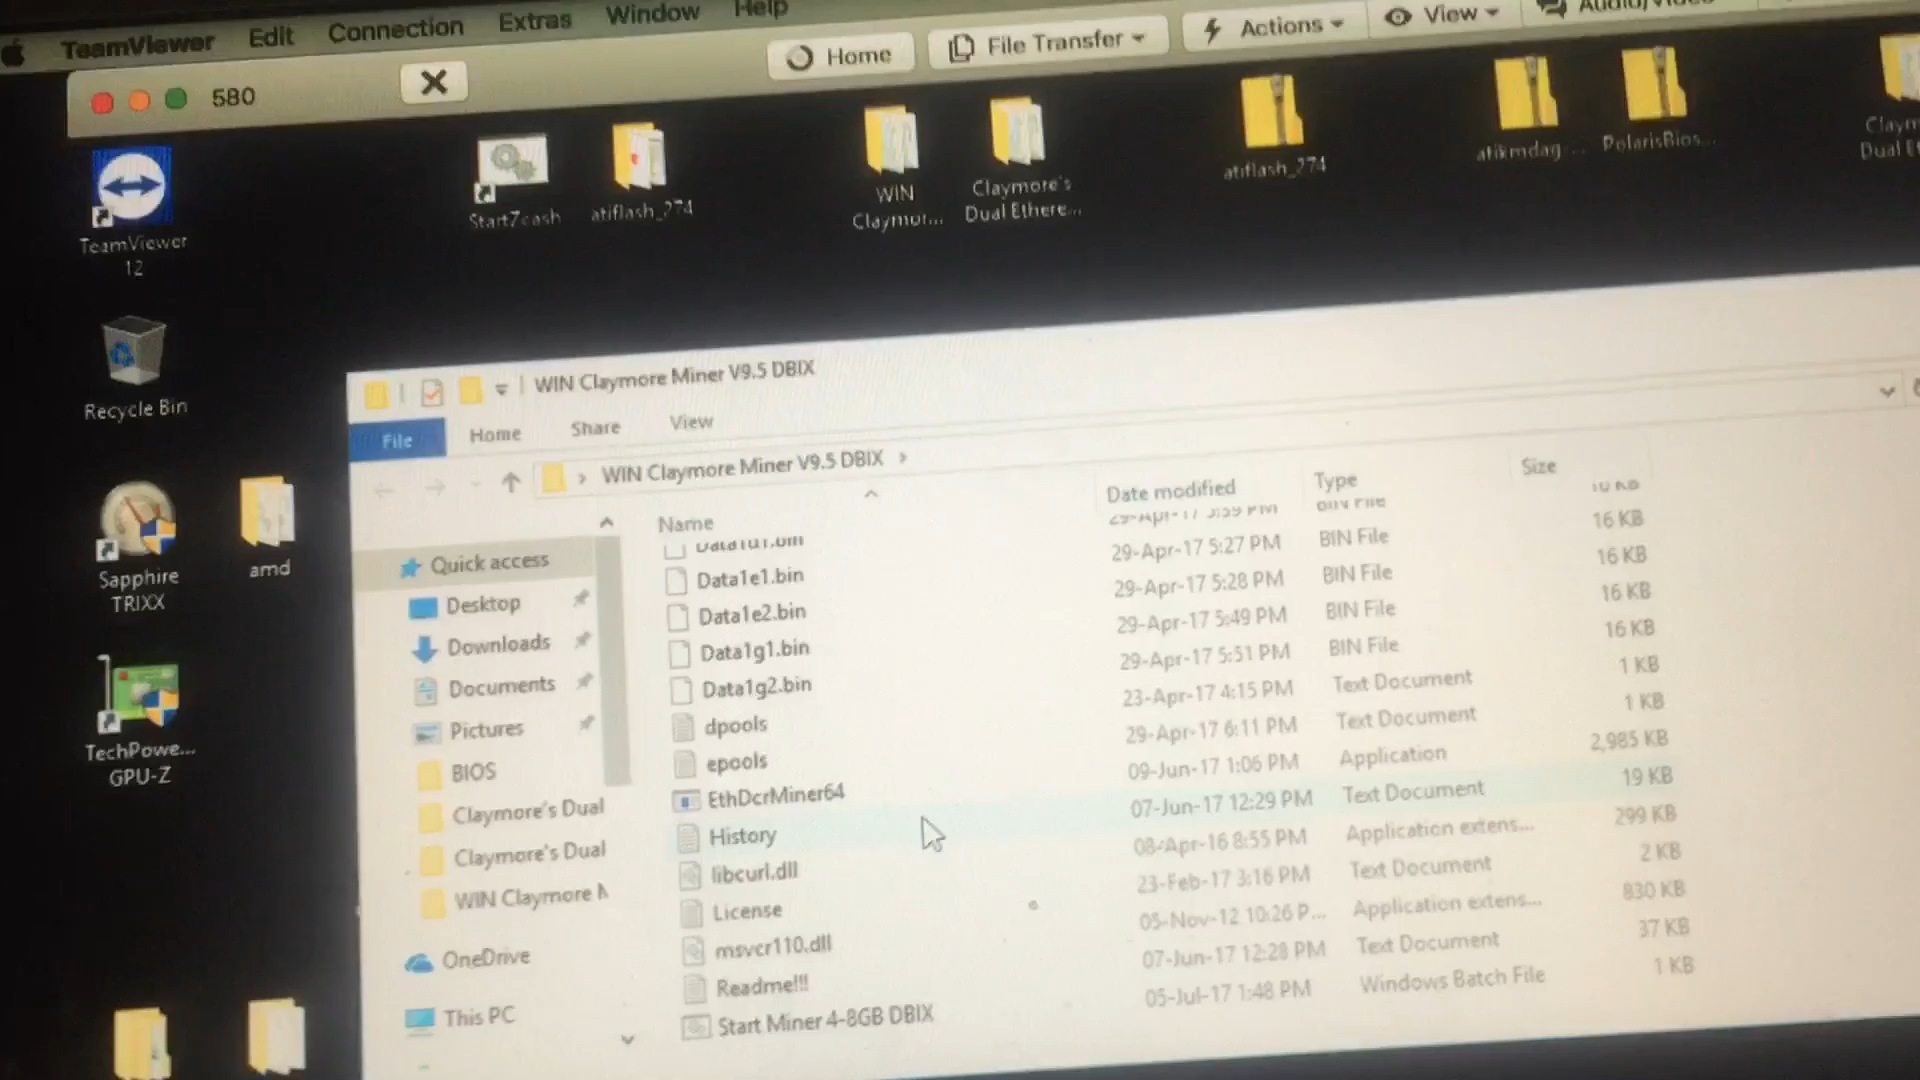 TeamViewer Edit Connection Extras Window Help
580
Home
File Transfer
Actions
View
TeamViewer
12
StartZcash
atiflash_274
WIN
Claymor...
Claymore's
Dual Ethere...
atiflash_274
atikmdag...
PolarisBios...
Claym
Recycle Bin
Sapphire
TRIXX
amd
TechPowe...
GPU-Z
WIN Claymore Miner V9.5 DBIX
File Home Share View
WIN Claymore Miner V9.5 DBIX
Name Date modified Type Size
Quick access
Desktop
Downloads
Documents
Pictures
BIOS
Claymore's Dual
Claymore's Dual
WIN Claymore M
OneDrive
This PC
Data1e1.bin 29-Apr-17 5:27 PM BIN File 16 KB
Data1e2.bin 29-Apr-17 5:28 PM BIN File 16 KB
Data1g1.bin 29-Apr-17 5:49 PM BIN File 16 KB
Data1g2.bin 29-Apr-17 5:51 PM BIN File 16 KB
dpools 23-Apr-17 4:15 PM Text Document 1 KB
epools 29-Apr-17 6:11 PM Text Document 1 KB
EthDcrMiner64 09-Jun-17 1:06 PM Application 2,985 KB
History 07-Jun-17 12:29 PM Text Document 19 KB
libcurl.dll 08-Apr-16 8:55 PM Application extens... 299 KB
License 23-Feb-17 3:16 PM Text Document 2 KB
msvcr110.dll 05-Nov-12 10:26 P... Application extens... 830 KB
Readme!!! 07-Jun-17 12:28 PM Text Document 37 KB
Start Miner 4-8GB DBIX 05-Jul-17 1:48 PM Windows Batch File 1 KB